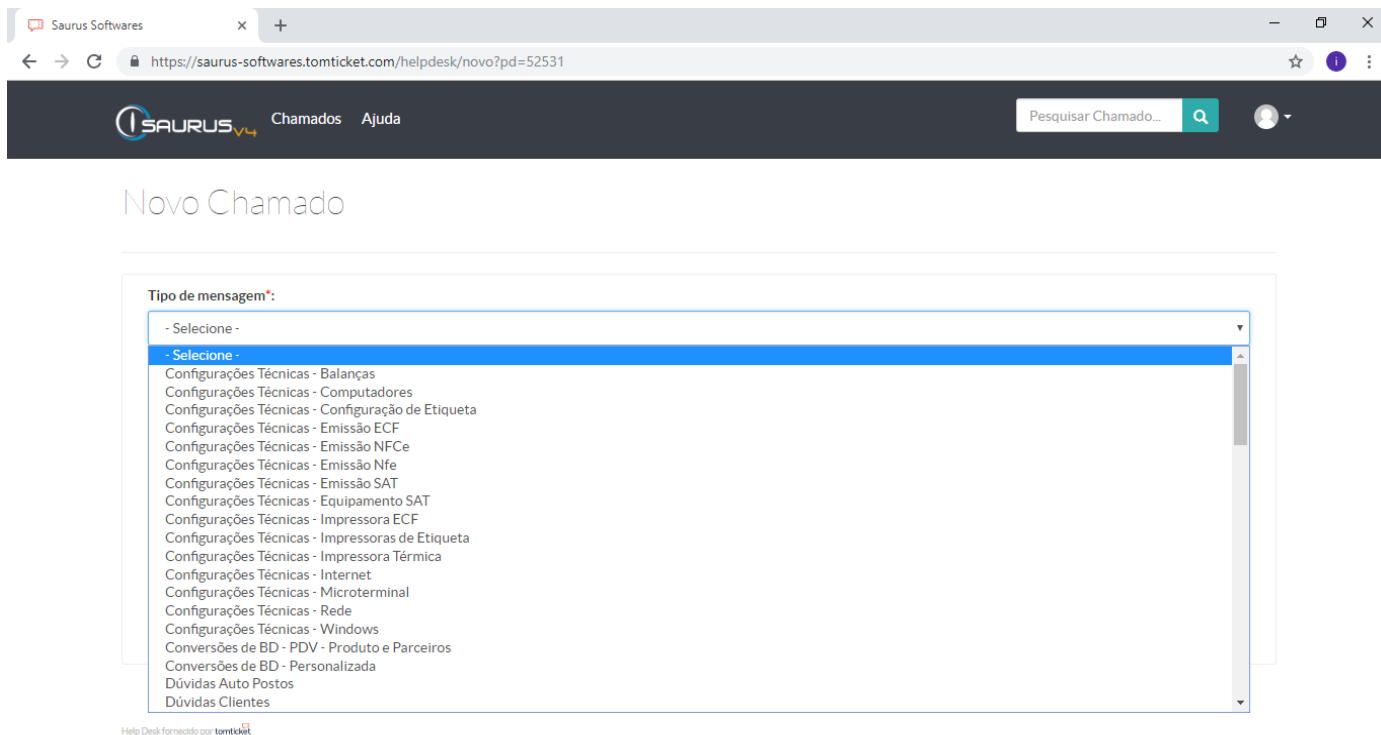 Saurus Softwares
https://saurus-softwares.tomticket.com/helpdesk/novo?pd=52531
i
SAURUS V4 Chamados Ajuda Pesquisar Chamado...
Novo Chamado
Tipo de mensagem*:
- Selecione -
- Selecione -
Configurações Técnicas - Balanças
Configurações Técnicas - Computadores
Configurações Técnicas - Configuração de Etiqueta
Configurações Técnicas - Emissão ECF
Configurações Técnicas - Emissão NFCe
Configurações Técnicas - Emissão Nfe
Configurações Técnicas - Emissão SAT
Configurações Técnicas - Equipamento SAT
Configurações Técnicas - Impressora ECF
Configurações Técnicas - Impressoras de Etiqueta
Configurações Técnicas - Impressora Térmica
Configurações Técnicas - Internet
Configurações Técnicas - Microterminal
Configurações Técnicas - Rede
Configurações Técnicas - Windows
Conversões de BD - PDV - Produto e Parceiros
Conversões de BD - Personalizada
Dúvidas Auto Postos
Dúvidas Clientes
Help Desk fornecido por tomticket